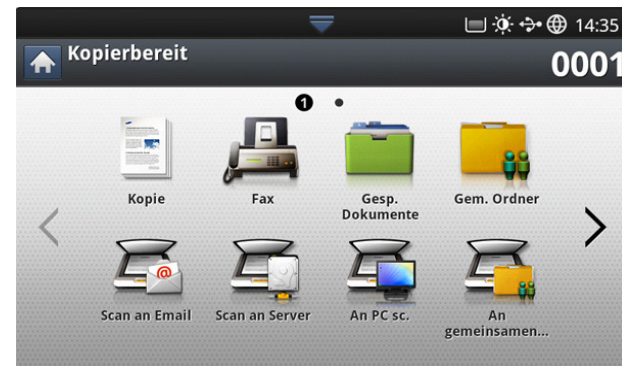 14:35
Kopierbereit
0001
1
Kopie
Fax
Gesp.
Dokumente
Gem. Ordner
@
Scan an Email
Scan an Server
An PC sc.
An
gemeinsamen...